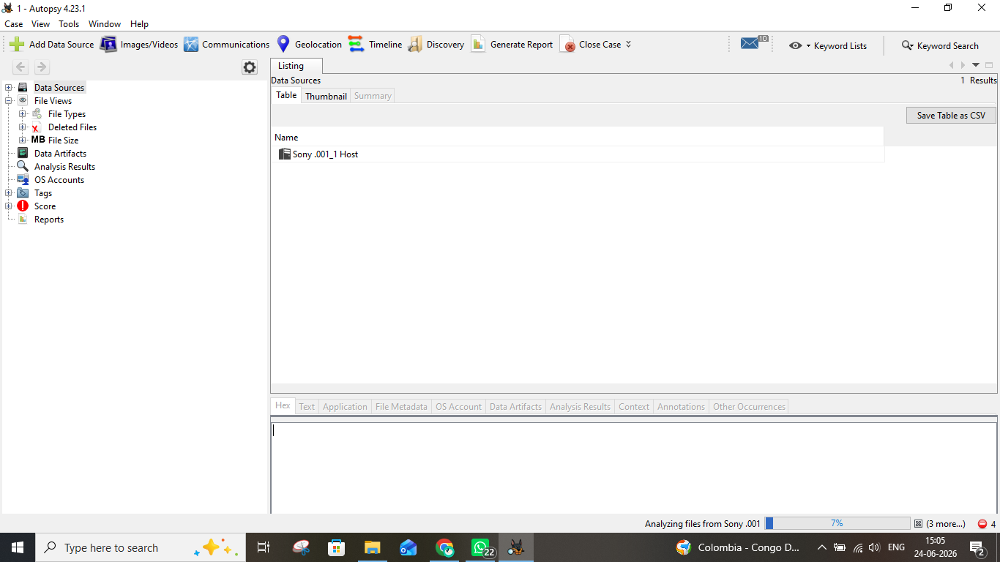 1 - Autopsy 4.23.1
Case View Tools Window Help
Add Data Source Images/Videos Communications Geolocation Timeline Discovery Generate Report Close Case 10 Keyword Lists Keyword Search
Listing
Data Sources 1 Results
Table Thumbnail Summary
Save Table as CSV
Name
Sony .001_1 Host
Data Sources
File Views
File Types
Deleted Files
MB File Size
Data Artifacts
Analysis Results
OS Accounts
Tags
Score
Reports
Hex Text Application File Metadata OS Account Data Artifacts Analysis Results Context Annotations Other Occurrences
Analyzing files from Sony .001 7% (3 more...) 4
Type here to search 22 Colombia - Congo D... ENG 15:05
24-06-2026 2